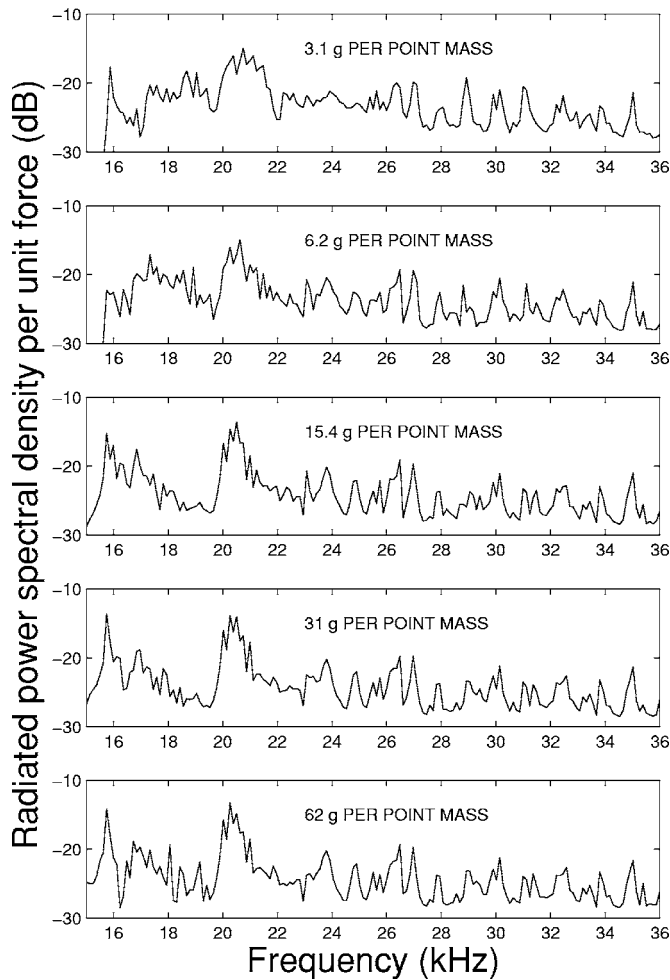 Radiated power spectral density per unit force (dB)
3.1 g PER POINT MASS
−10
−20
−30
16 18 20 22 24 26 28 30 32 34 36
6.2 g PER POINT MASS
−10
−20
−30
16 18 20 22 24 26 28 30 32 34 36
15.4 g PER POINT MASS
−10
−20
−30
16 18 20 22 24 26 28 30 32 34 36
31 g PER POINT MASS
−10
−20
−30
16 18 20 22 24 26 28 30 32 34 36
62 g PER POINT MASS
−10
−20
−30
16 18 20 22 24 26 28 30 32 34 36
Frequency (kHz)